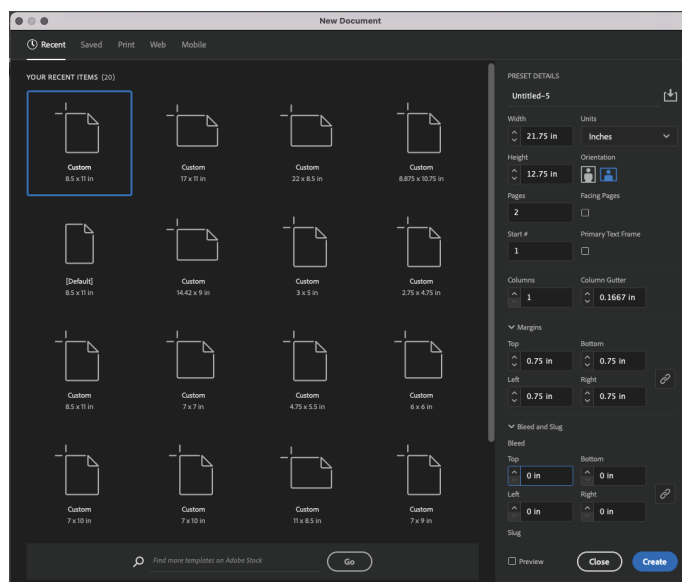 New Document
Recent Saved Print Web Mobile
YOUR RECENT ITEMS (20)
Custom
8.5 x 11 in
Custom
17 x 11 in
Custom
22 x 8.5 in
Custom
8.875 x 10.75 in
[Default]
8.5 x 11 in
Custom
14.42 x 9 in
Custom
3 x 5 in
Custom
2.75 x 4.75 in
Custom
8.5 x 11 in
Custom
7 x 7 in
Custom
4.75 x 5.5 in
Custom
6 x 6 in
Custom
7 x 10 in
Custom
7 x 10 in
Custom
11 x 8.5 in
Custom
7 x 9 in
Find more templates on Adobe Stock
Go
PRESET DETAILS
Untitled-5
Width Units
21.75 in Inches
Height Orientation
12.75 in
Pages Facing Pages
2
Start # Primary Text Frame
1
Columns Column Gutter
1 0.1667 in
Margins
Top Bottom
0.75 in 0.75 in
Left Right
0.75 in 0.75 in
Bleed and Slug
Bleed
Top Bottom
0 in 0 in
Left Right
0 in 0 in
Slug
Preview Close Create